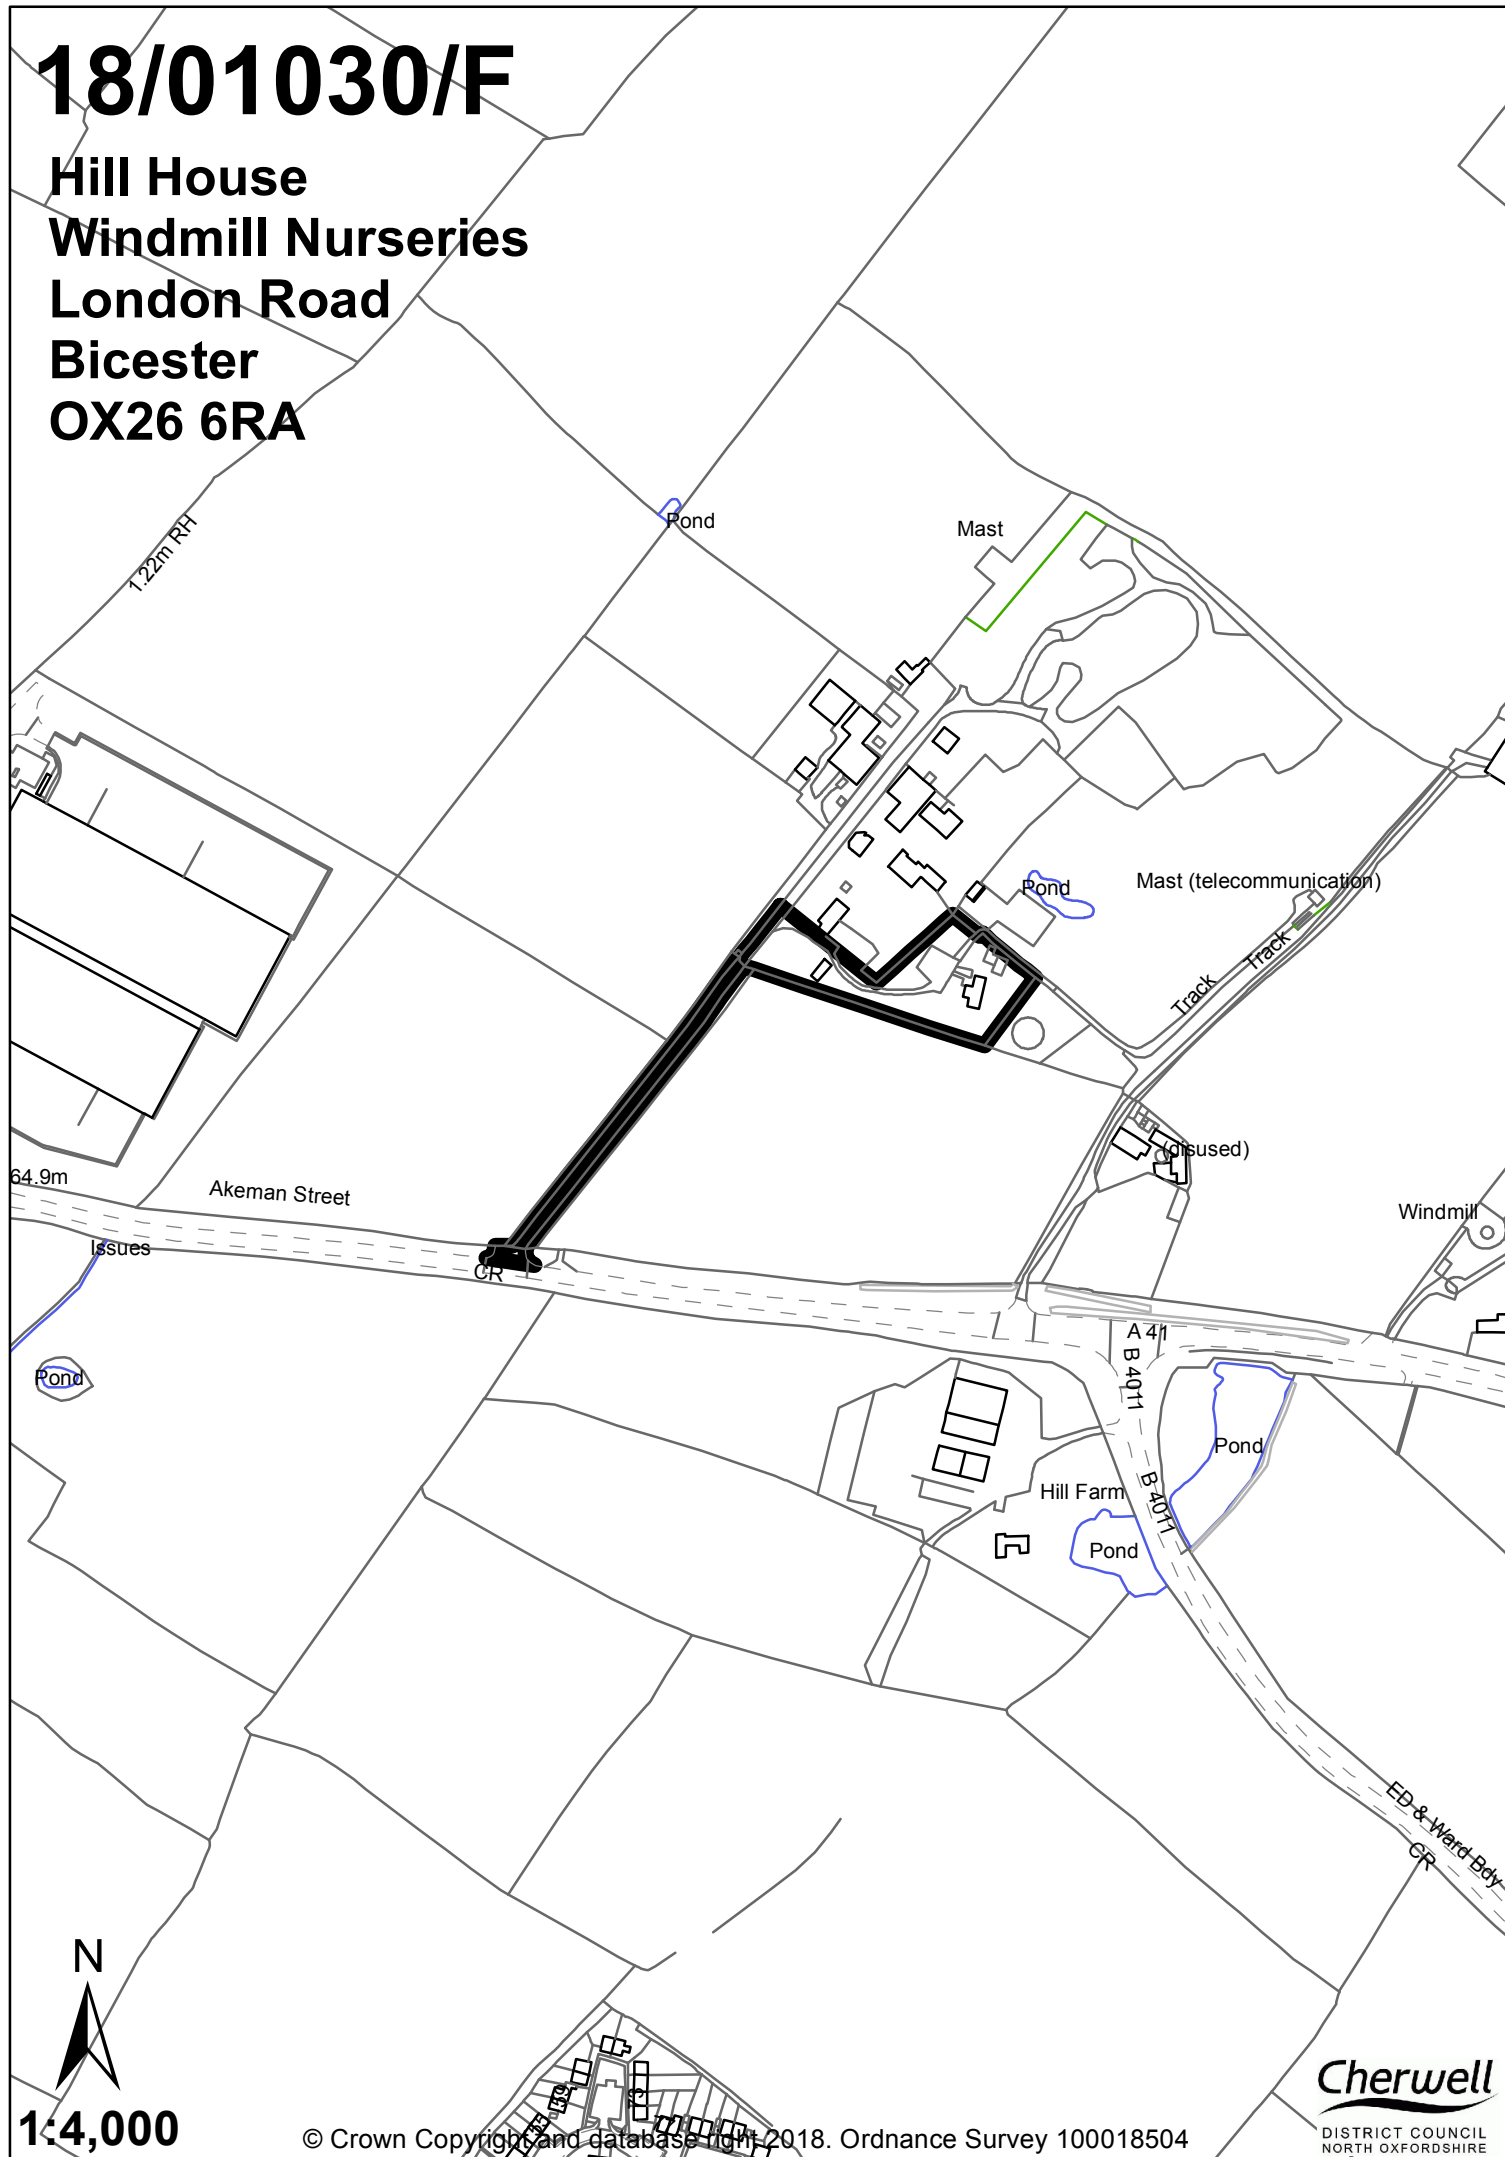 18/01030/F
Hill House
Windmill Nurseries
London Road
Bicester
OX26 6RA
Pond
Mast
1.22m RH
Pond
Mast (telecommunication)
Track
Track
(disused)
64.9m
Akeman Street
Windmill
Issues
CR
A 41
B 4011
Pond
Pond
Hill Farm
B 4011
Pond
ED & Ward Bdy
CR
N
59
73
55
1:4,000
© Crown Copyright and database right 2018. Ordnance Survey 100018504
Cherwell
DISTRICT COUNCIL
NORTH OXFORDSHIRE